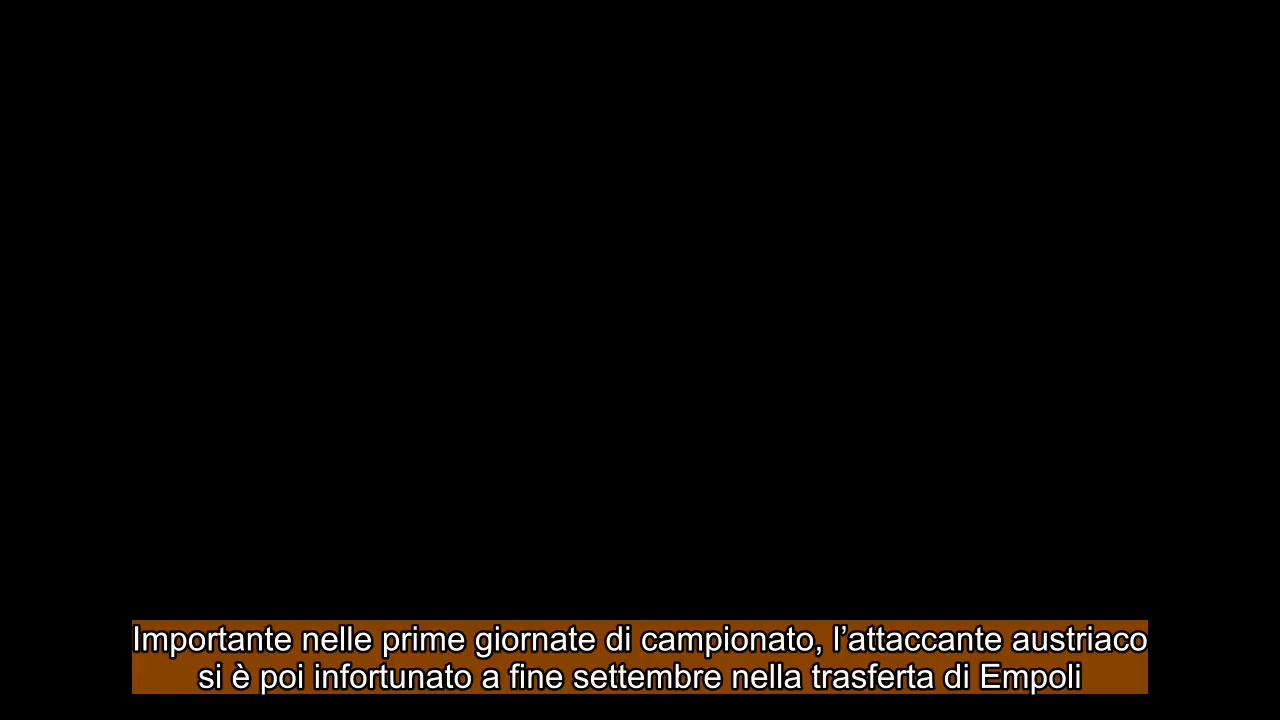 Importante nelle prime giornate di campionato, l’attaccante austriaco
si è poi infortunato a fine settembre nella trasferta di Empoli